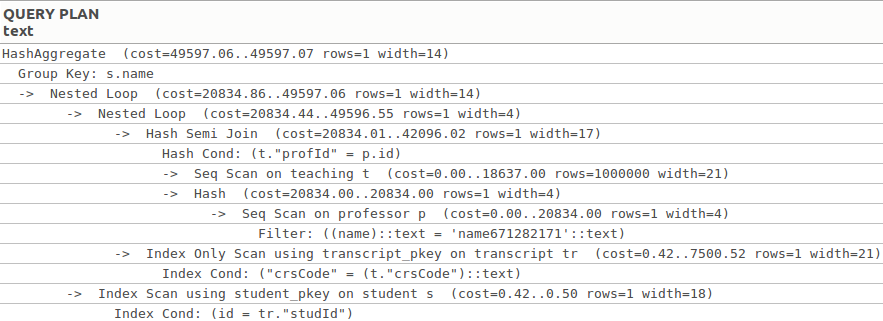 QUERY PLAN
text
HashAggregate  (cost=49597.06..49597.07 rows=1 width=14)
  Group Key: s.name
  ->  Nested Loop  (cost=20834.86..49597.06 rows=1 width=14)
        ->  Nested Loop  (cost=20834.44..49596.55 rows=1 width=4)
              ->  Hash Semi Join  (cost=20834.01..42096.02 rows=1 width=17)
                    Hash Cond: (t."profId" = p.id)
                    ->  Seq Scan on teaching t  (cost=0.00..18637.00 rows=1000000 width=21)
                    ->  Hash  (cost=20834.00..20834.00 rows=1 width=4)
                          ->  Seq Scan on professor p  (cost=0.00..20834.00 rows=1 width=4)
                                Filter: ((name)::text = 'name671282171'::text)
              ->  Index Only Scan using transcript_pkey on transcript tr  (cost=0.42..7500.52 rows=1 width=21)
                    Index Cond: ("crsCode" = (t."crsCode")::text)
        ->  Index Scan using student_pkey on student s  (cost=0.42..0.50 rows=1 width=18)
              Index Cond: (id = tr."studId")